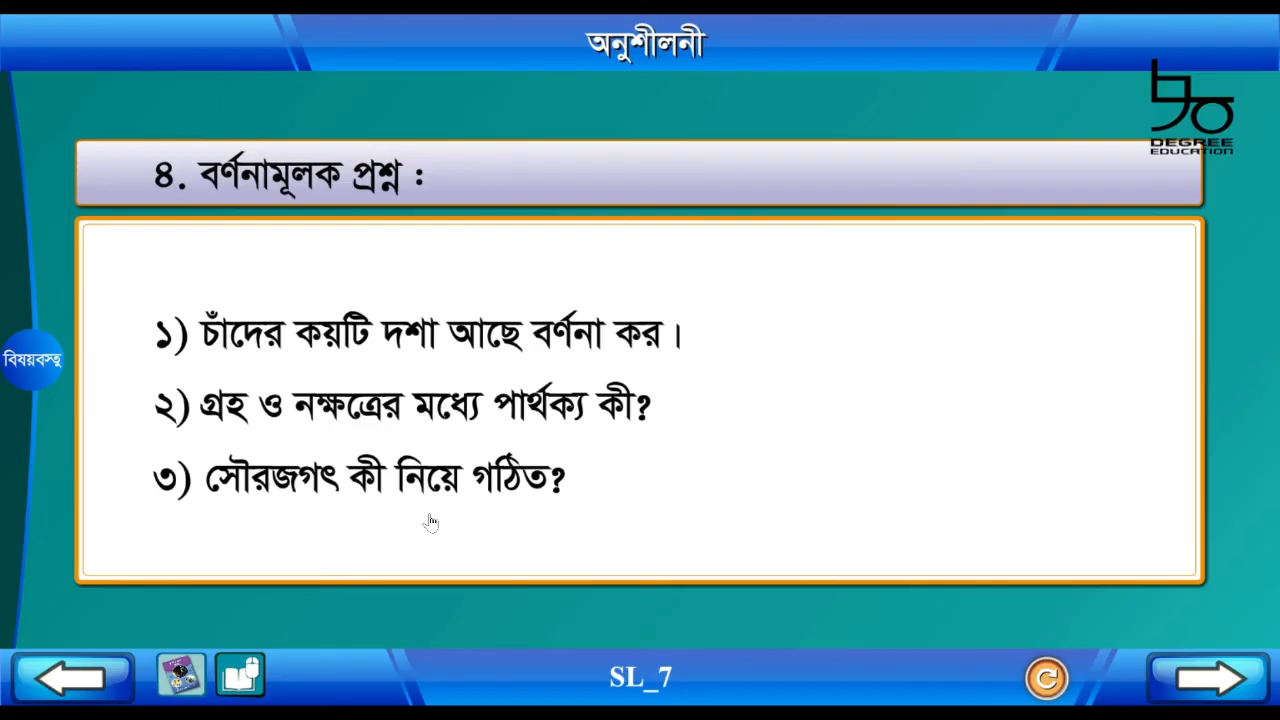 অনুশীলনী
DEGREE
EDUCATION
৪. বর্ণনামূলক প্রশ্ন :
১) চাঁদের কয়টি দশা আছে বর্ণনা কর।
২) গ্রহ ও নক্ষত্রের মধ্যে পার্থক্য কী?
৩) সৌরজগৎ কী নিয়ে গঠিত?
বিষয়বস্তু
SL_7